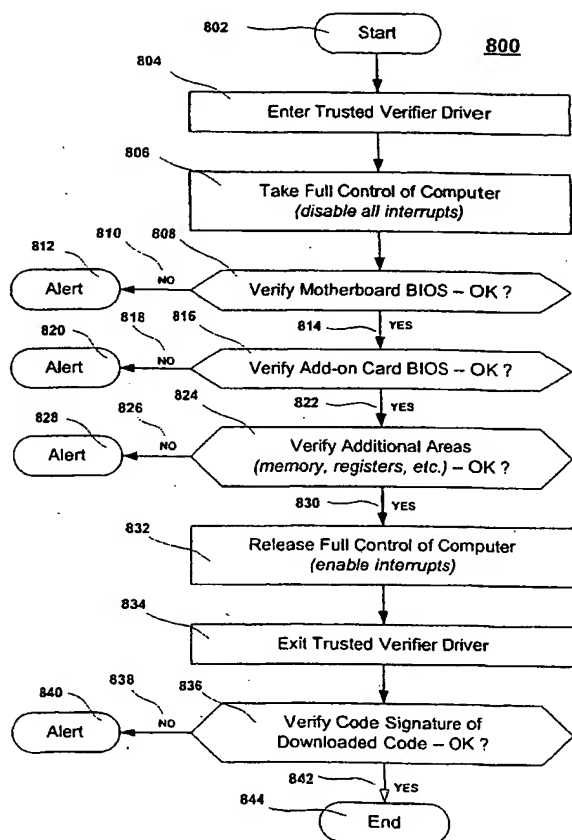 802
Start
800
804
Enter Trusted Verifier Driver
806
Take Full Control of Computer
(disable all interrupts)
812
810
NO
808
Alert
Verify Motherboard BIOS – OK ?
814
YES
820
818
NO
816
Alert
Verify Add-on Card BIOS – OK ?
822
YES
828
826
NO
824
Alert
Verify Additional Areas
(memory, registers, etc.) – OK ?
830
YES
832
Release Full Control of Computer
(enable interrupts)
834
Exit Trusted Verifier Driver
840
838
NO
836
Alert
Verify Code Signature of
Downloaded Code – OK ?
842
YES
844
End